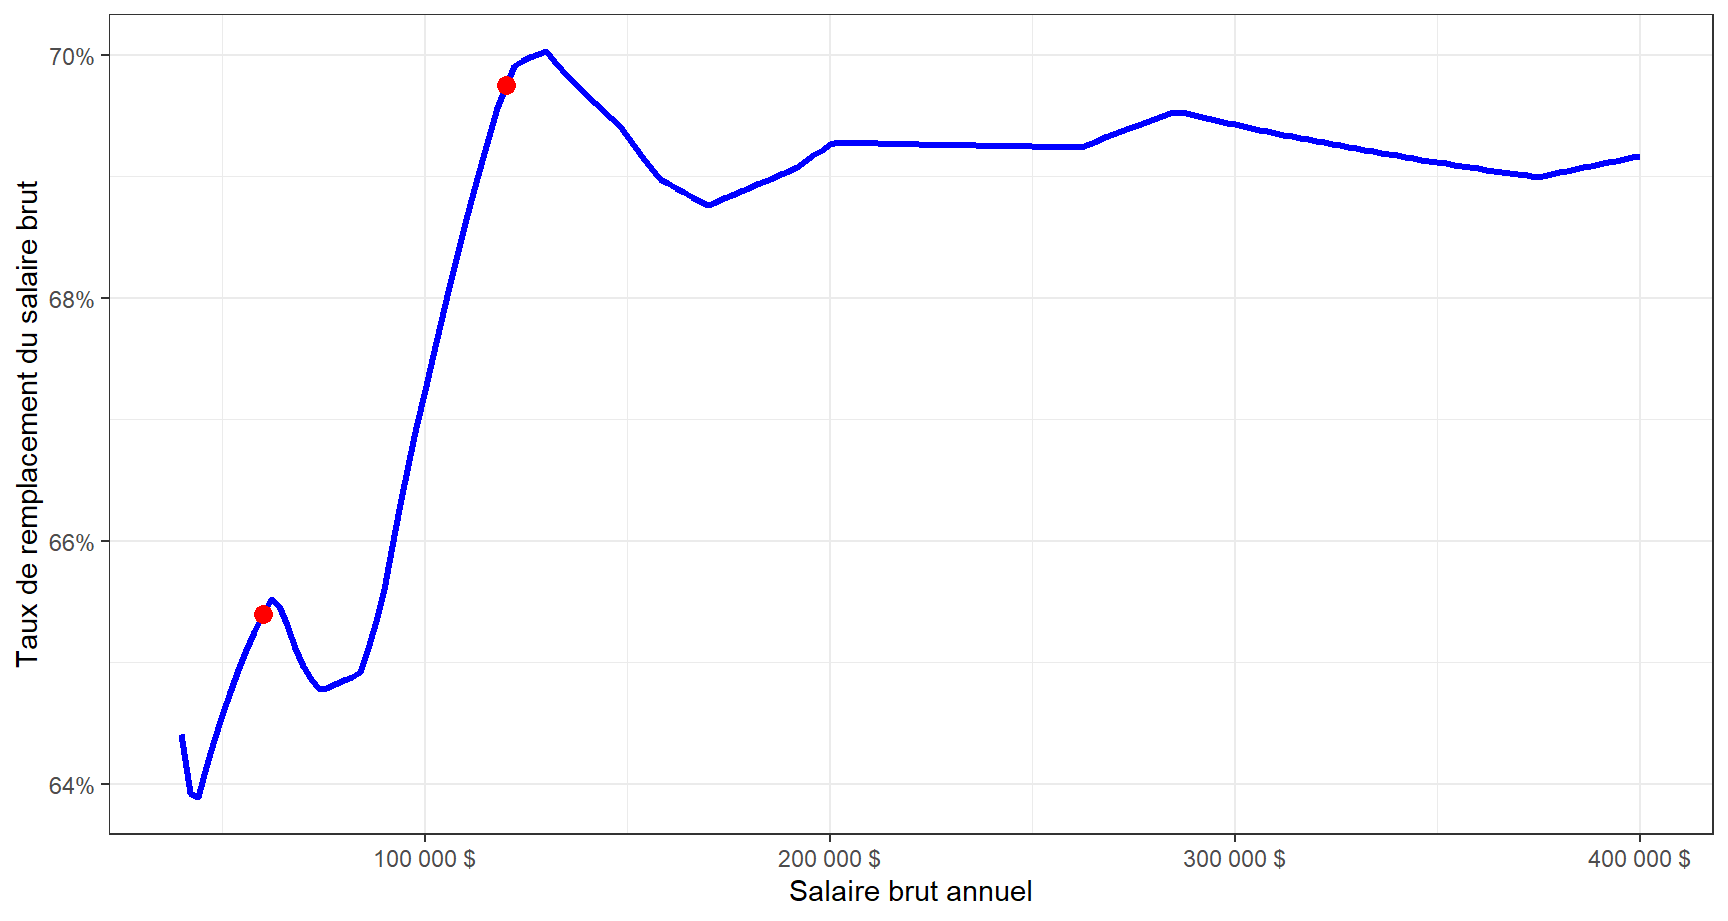 Taux de remplacement du salaire brut
70%
68%
66%
64%
100 000 $
200 000 $
300 000 $
400 000 $
Salaire brut annuel